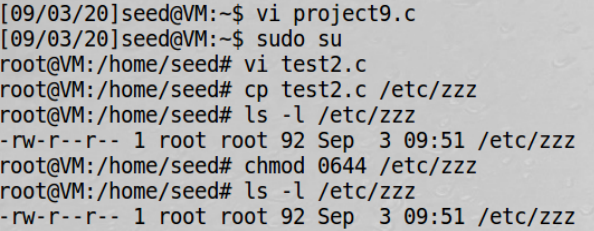 [09/03/20]seed@VM:~$ vi project9.c
[09/03/20]seed@VM:~$ sudo su
root@VM:/home/seed# vi test2.c
root@VM:/home/seed# cp test2.c /etc/zzz
root@VM:/home/seed# ls -l /etc/zzz
-rw-r--r-- 1 root root 92 Sep  3 09:51 /etc/zzz
root@VM:/home/seed# chmod 0644 /etc/zzz
root@VM:/home/seed# ls -l /etc/zzz
-rw-r--r-- 1 root root 92 Sep  3 09:51 /etc/zzz